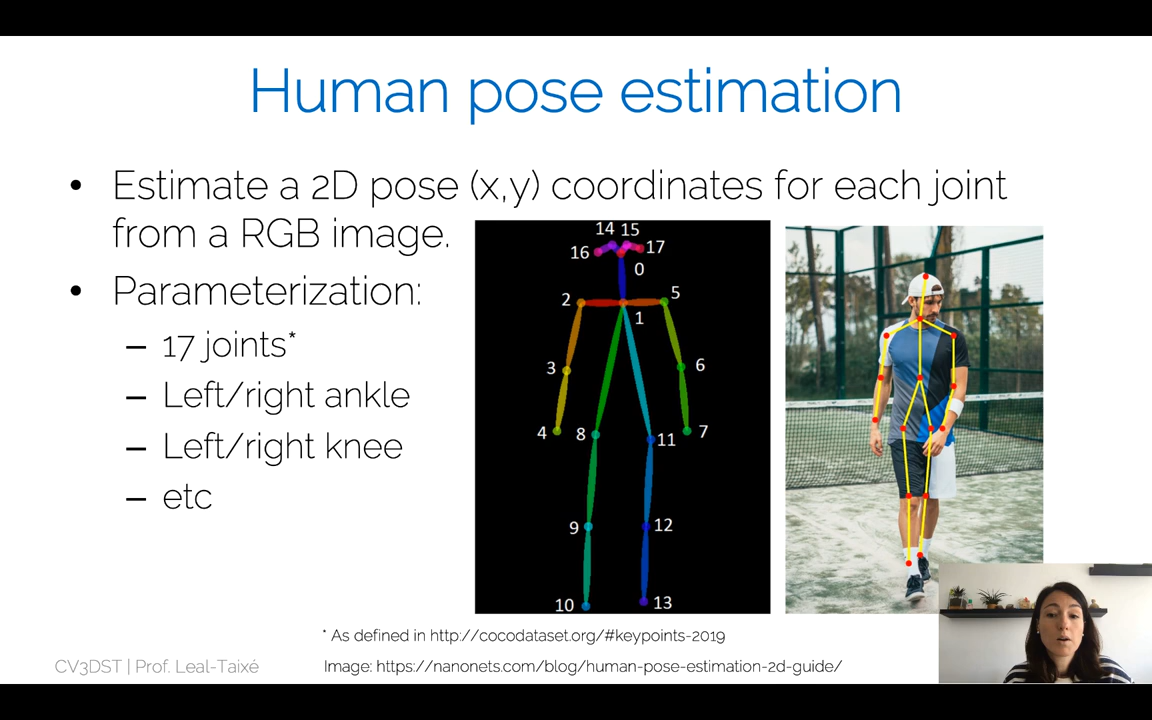 Human pose estimation
• Estimate a 2D pose (x,y) coordinates for each joint
from a RGB image.
• Parameterization:
– 17 joints*
– Left/right ankle
– Left/right knee
– etc
14 15
16 17
0
2 5
1
3 6
4 8 11 7
9 12
10 13
* As defined in http://cocodataset.org/#keypoints-2019
CV3DST | Prof. Leal-Taixé
Image: https://nanonets.com/blog/human-pose-estimation-2d-guide/